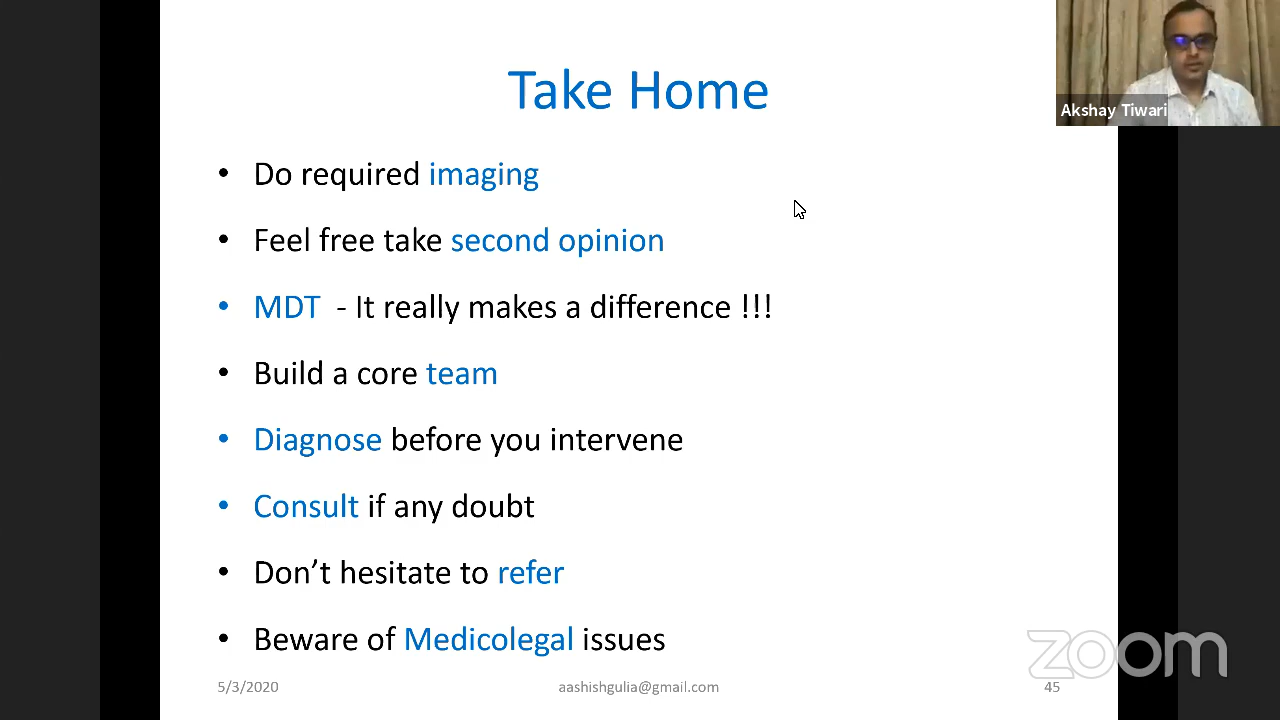 Take Home
Akshay Tiwari
• Do required imaging
• Feel free take second opinion
• MDT - It really makes a difference !!!
• Build a core team
• Diagnose before you intervene
• Consult if any doubt
• Don’t hesitate to refer
• Beware of Medicolegal issues
zoom
5/3/2020
aashishgulia@gmail.com
45